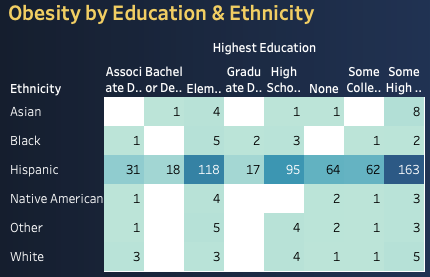 Obesity by Education & Ethnicity
Highest Education
Ethnicity Associ ate D.. Bachel or De.. Elem.. Gradu ate D.. High Scho.. None Some Colle.. Some High ..
Asian 1 4 1 1 8
Black 1 5 2 3 1 2
Hispanic 31 18 118 17 95 64 62 163
Native American 1 4 2 1 3
Other 1 5 4 2 1 3
White 3 3 4 1 1 5